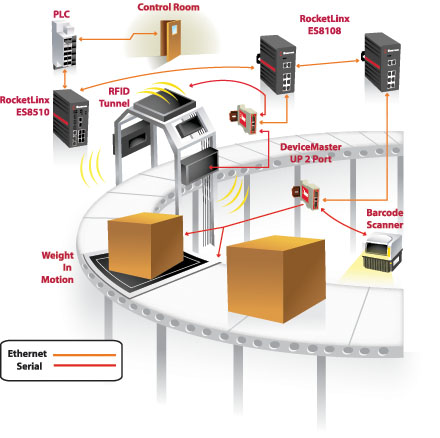 Control Room
PLC
RocketLinx
ES8108
RocketLinx
ES8510
RFID
Tunnel
DeviceMaster
UP 2 Port
Barcode
Scanner
Weight
In
Motion
Ethernet
Serial